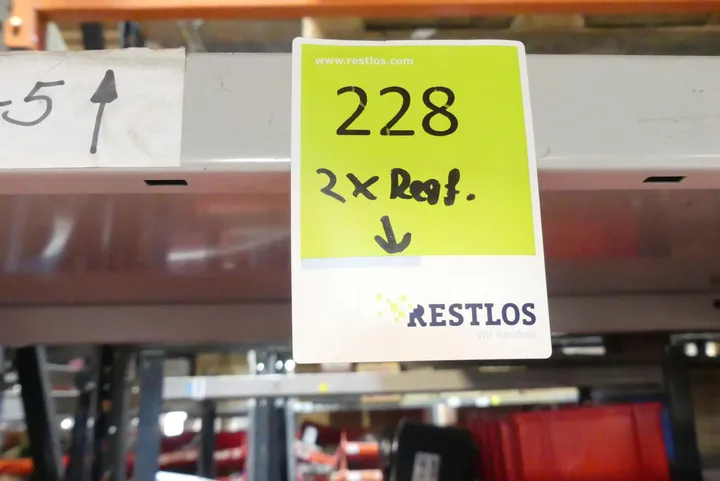 -5
www.restlos.com
228
2x Regf.
RESTLOS
wir handeln